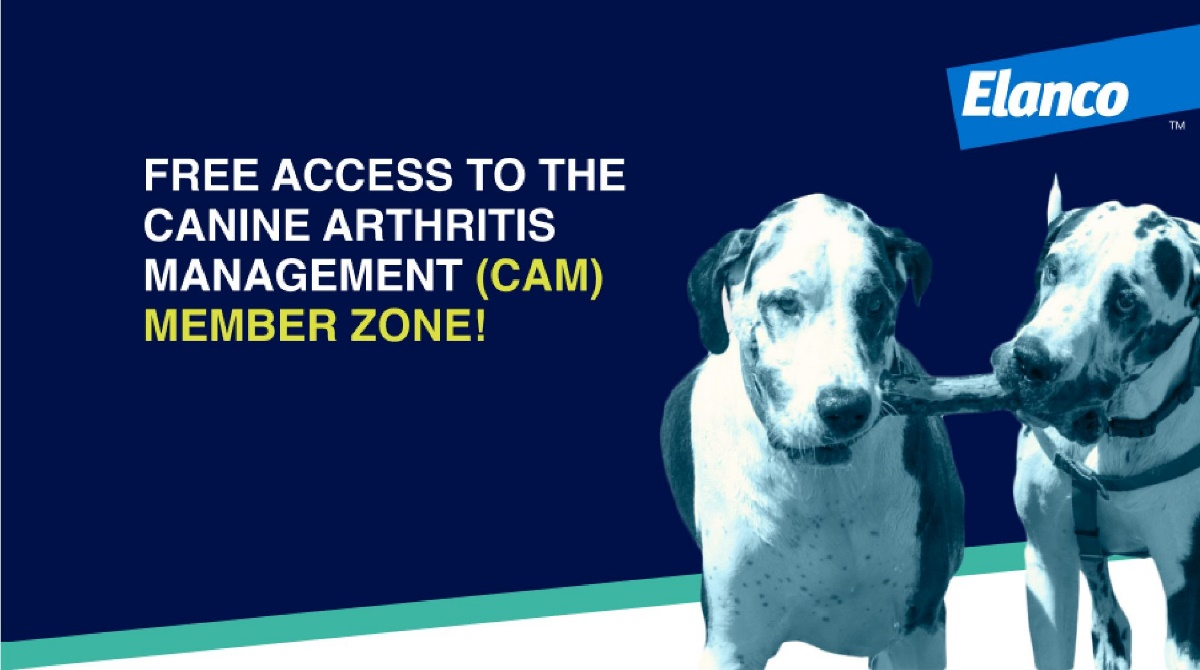 Elanco
TM
FREE ACCESS TO THE
CANINE ARTHRITIS
MANAGEMENT (CAM)
MEMBER ZONE!